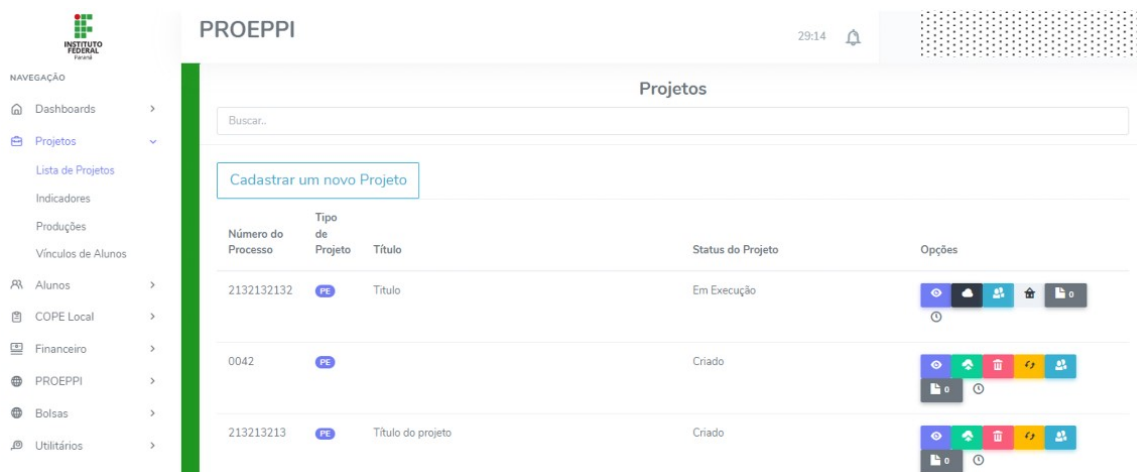 INSTITUTO
FEDERAL
Paraná
PROEPPI
29:14
NAVEGAÇÃO
Dashboards
Projetos
Lista de Projetos
Indicadores
Produções
Vínculos de Alunos
Alunos
COPE Local
Financeiro
PROEPPI
Bolsas
Utilitários
Projetos
Buscar..
Cadastrar um novo Projeto
Número do Processo
Tipo de Projeto
Título
Status do Projeto
Opções
2132132132 PE Titulo Em Execução 0
0042 PE Criado 0
213213213 PE Título do projeto Criado 0